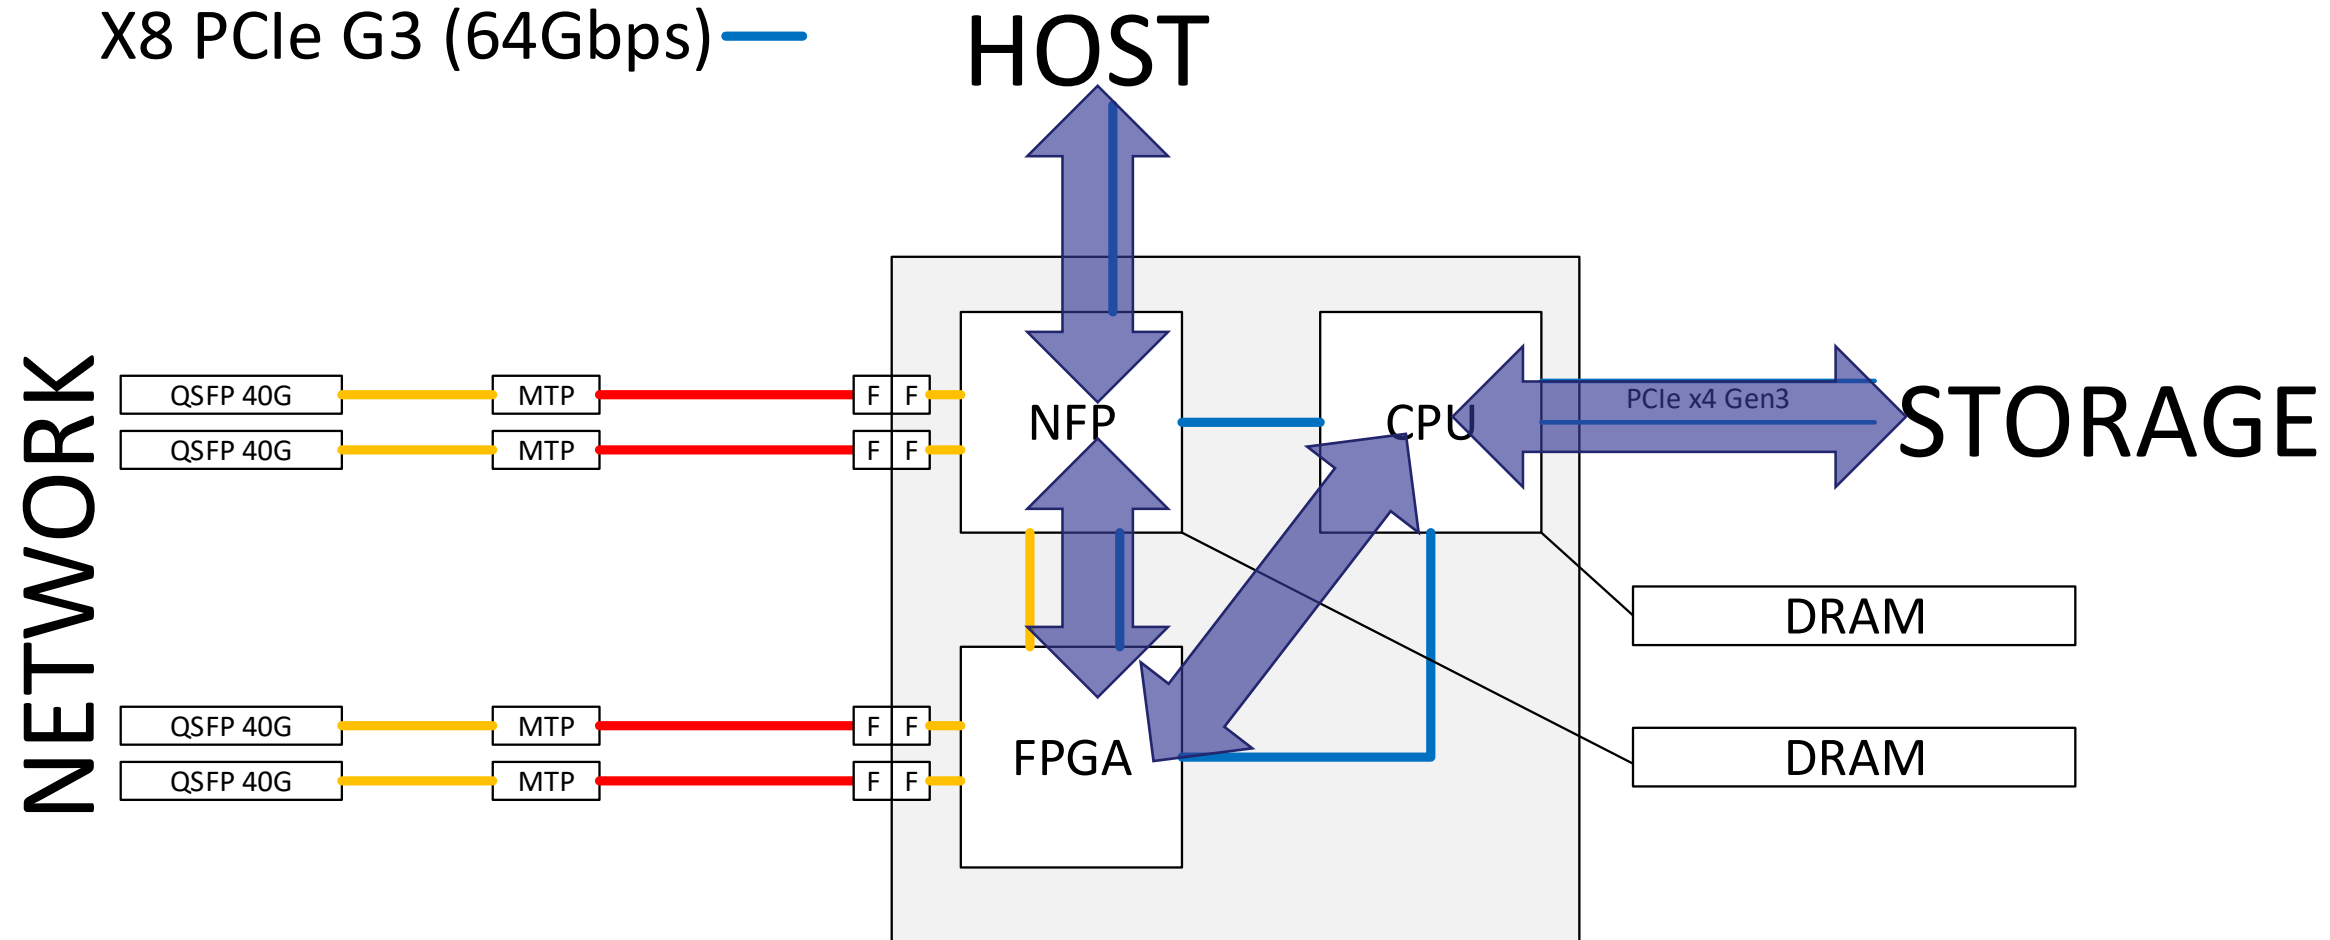 X8 PCIe G3 (64Gbps)
HOST
NETWORK
QSFP 40G
MTP
F
F
QSFP 40G
MTP
F
F
NFP
CPU
PCIe x4 Gen3
STORAGE
DRAM
QSFP 40G
MTP
F
F
QSFP 40G
MTP
F
F
FPGA
DRAM